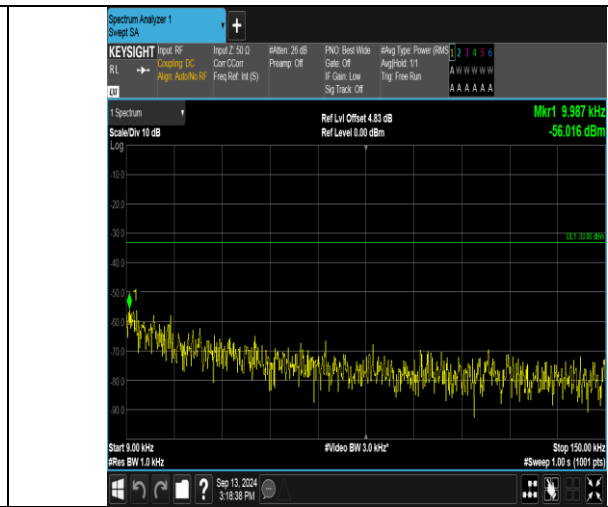 Spectrum Analyzer 1
Swept SA
+
KEYSIGHT Input: RF Input Z: 50 Ω #Atten: 26 dB PNO: Best Wide #Avg Type: Power (RMS 1 2 3 4 5 6
RL Coupling: DC Corr CCorr Preamp: Off Gate: Off Avg|Hold: 1/1 A W W W W W
Align: Auto/No RF Freq Ref: Int (S) IF Gain: Low Trig: Free Run
Sig Track: Off A A A A A A
1 Spectrum Ref Lvl Offset 4.83 dB Mkr1 9.987 kHz
Scale/Div 10 dB Ref Level 0.00 dBm -56.016 dBm
Log
-10.0
-20.0
-30.0
DL1 -33.00 dBm
-40.0
-50.0
1
-60.0
-70.0
-80.0
-90.0
Start 9.00 kHz #Video BW 3.0 kHz* Stop 150.00 kHz
#Res BW 1.0 kHz #Sweep 1.00 s (1001 pts)
? Sep 13, 2024
3:18:38 PM